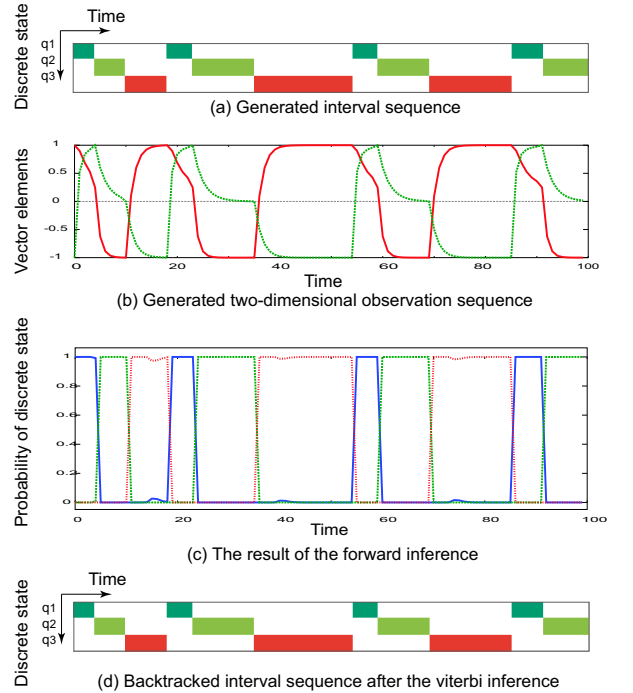 Time
Discrete state
q1
q2
q3
(a) Generated interval sequence
Vector elements
1
0.5
0
-0.5
-1
0 20 40 60 80 100
Time
(b) Generated two-dimensional observation sequence
Probability of discrete state
1
0.8
0.6
0.4
0.2
0
0 20 40 60 80 100
Time
(c) The result of the forward inference
Time
Discrete state
q1
q2
q3
(d) Backtracked interval sequence after the viterbi inference